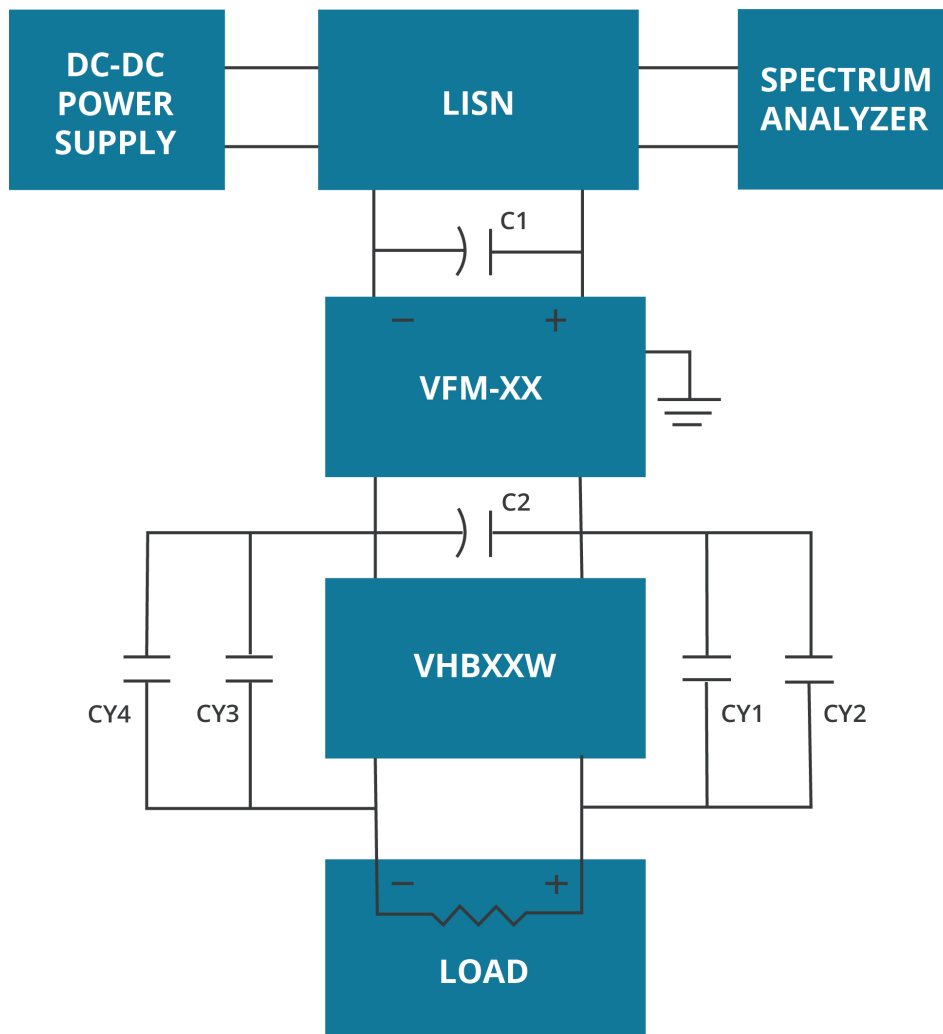 DC-DC
POWER
SUPPLY
LISN
SPECTRUM
ANALYZER
C1
− +
VFM-XX
C2
VHBXXW
CY4
CY3
CY1
CY2
− +
LOAD